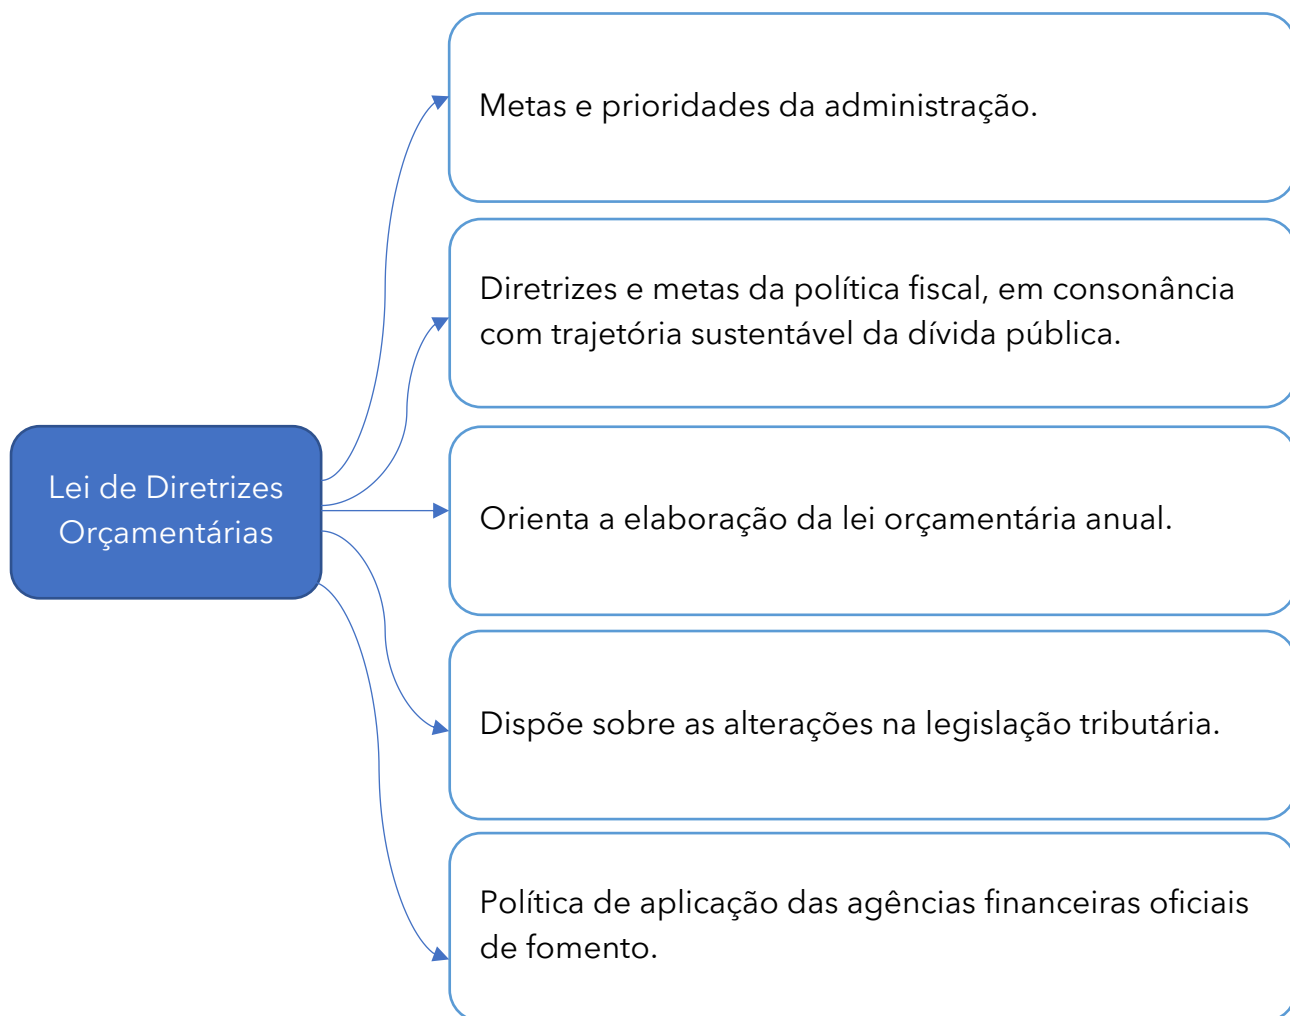 Metas e prioridades da administração.
Diretrizes e metas da política fiscal, em consonância
com trajetória sustentável da dívida pública.
Lei de Diretrizes
Orçamentárias
Orienta a elaboração da lei orçamentária anual.
Dispõe sobre as alterações na legislação tributária.
Política de aplicação das agências financeiras oficiais
de fomento.